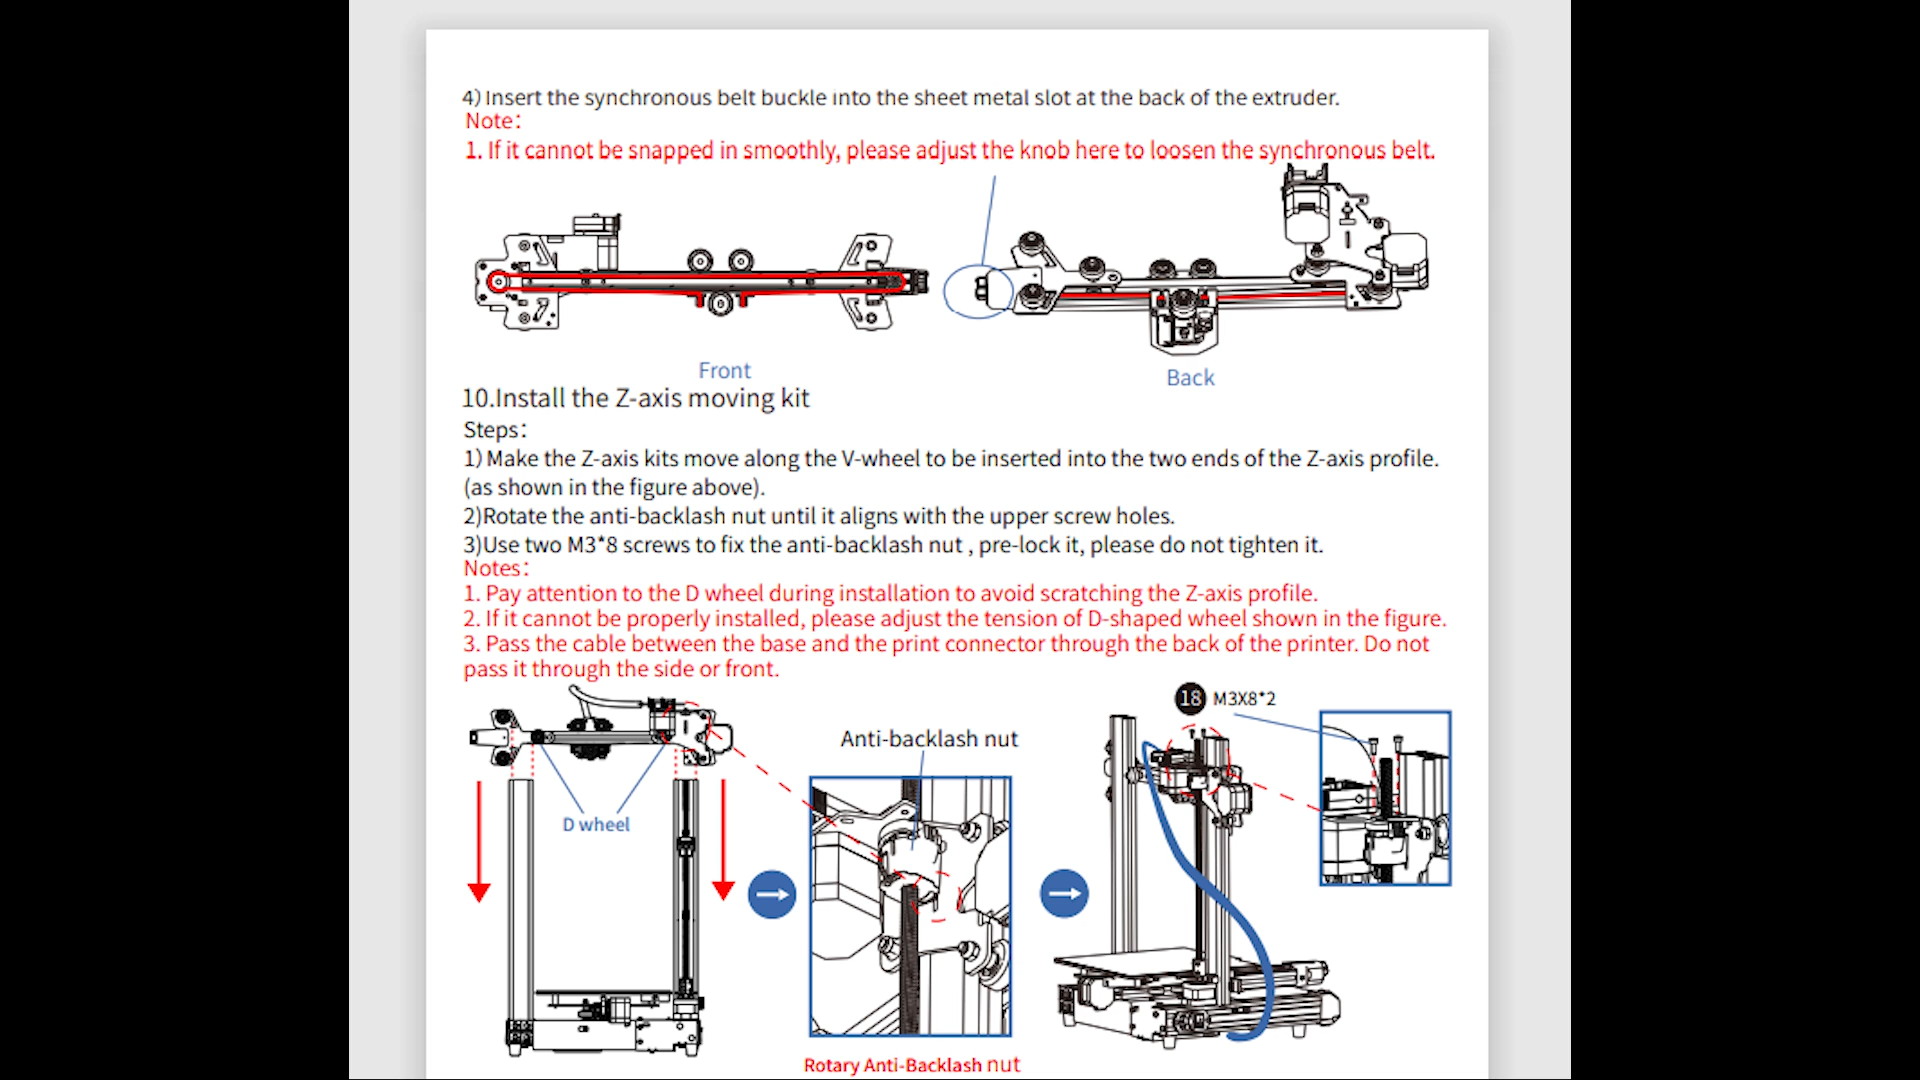 4) Insert the synchronous belt buckle into the sheet metal slot at the back of the extruder.
Note:
1. If it cannot be snapped in smoothly, please adjust the knob here to loosen the synchronous belt.
Front
Back
10.Install the Z-axis moving kit
Steps:
1) Make the Z-axis kits move along the V-wheel to be inserted into the two ends of the Z-axis profile.
(as shown in the figure above).
2)Rotate the anti-backlash nut until it aligns with the upper screw holes.
3)Use two M3*8 screws to fix the anti-backlash nut , pre-lock it, please do not tighten it.
Notes:
1. Pay attention to the D wheel during installation to avoid scratching the Z-axis profile.
2. If it cannot be properly installed, please adjust the tension of D-shaped wheel shown in the figure.
3. Pass the cable between the base and the print connector through the back of the printer. Do not
pass it through the side or front.
18 M3X8*2
Anti-backlash nut
D wheel
Rotary Anti-Backlash nut